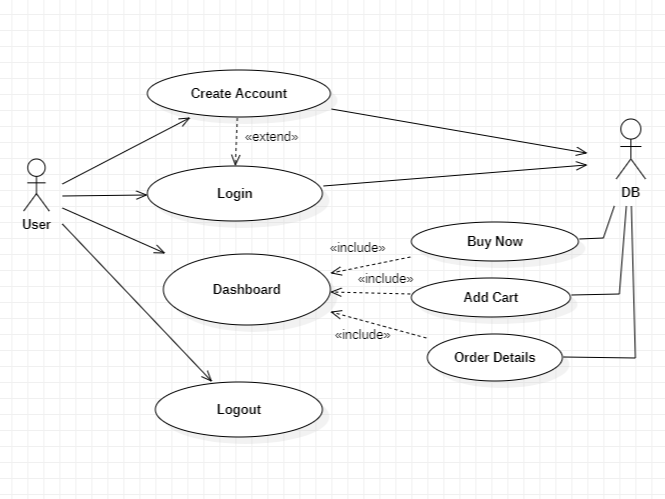 Create Account
«extend»
Login
User
DB
Buy Now
«include»
«include»
Dashboard
Add Cart
«include»
Order Details
Logout